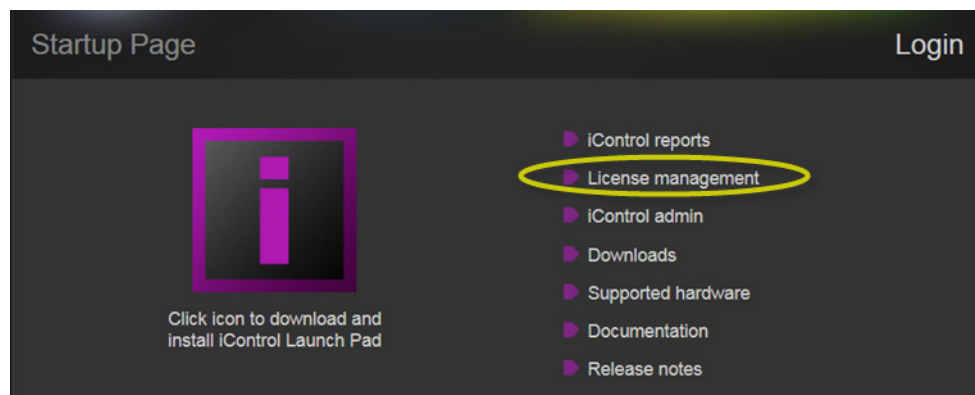 Startup Page
Login
Click icon to download and
install iControl Launch Pad
iControl reports
License management
iControl admin
Downloads
Supported hardware
Documentation
Release notes